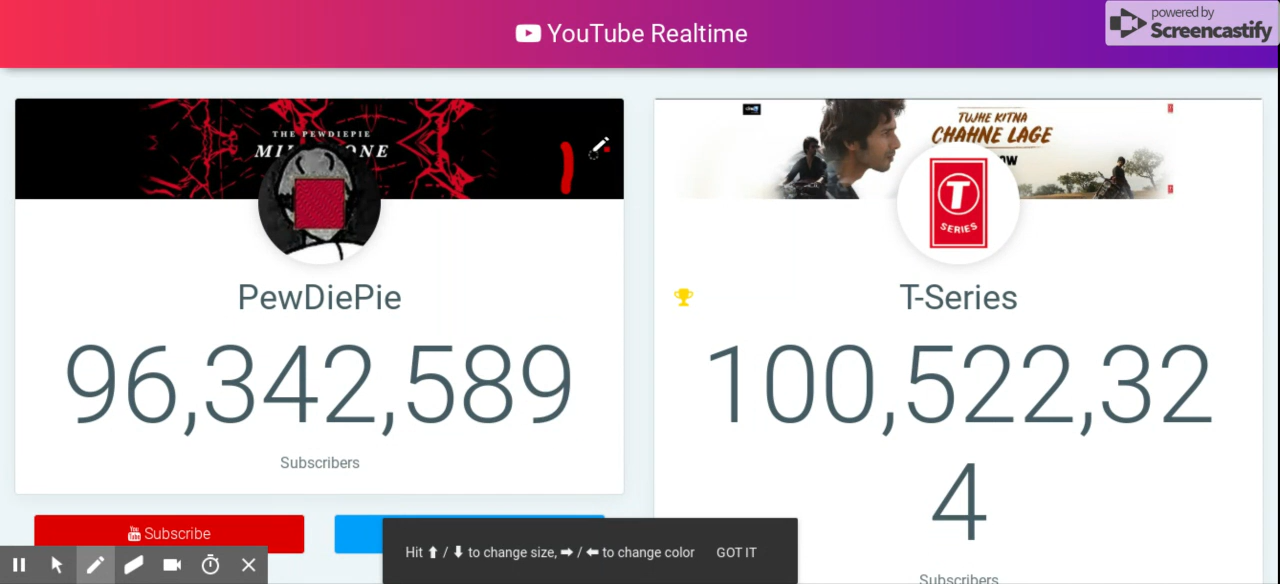 YouTube Realtime
powered by
Screencastify
THE PEWDIEPIE
PewDiePie
96,342,589
Subscribers
Subscribe
TUJHE KITNA
CHAHNE LAGE
T
SERIES
T-Series
100,522,32
4
Subscribers
Hit ⬆ / ⬇ to change size, ➡ / ⬅ to change color GOT IT